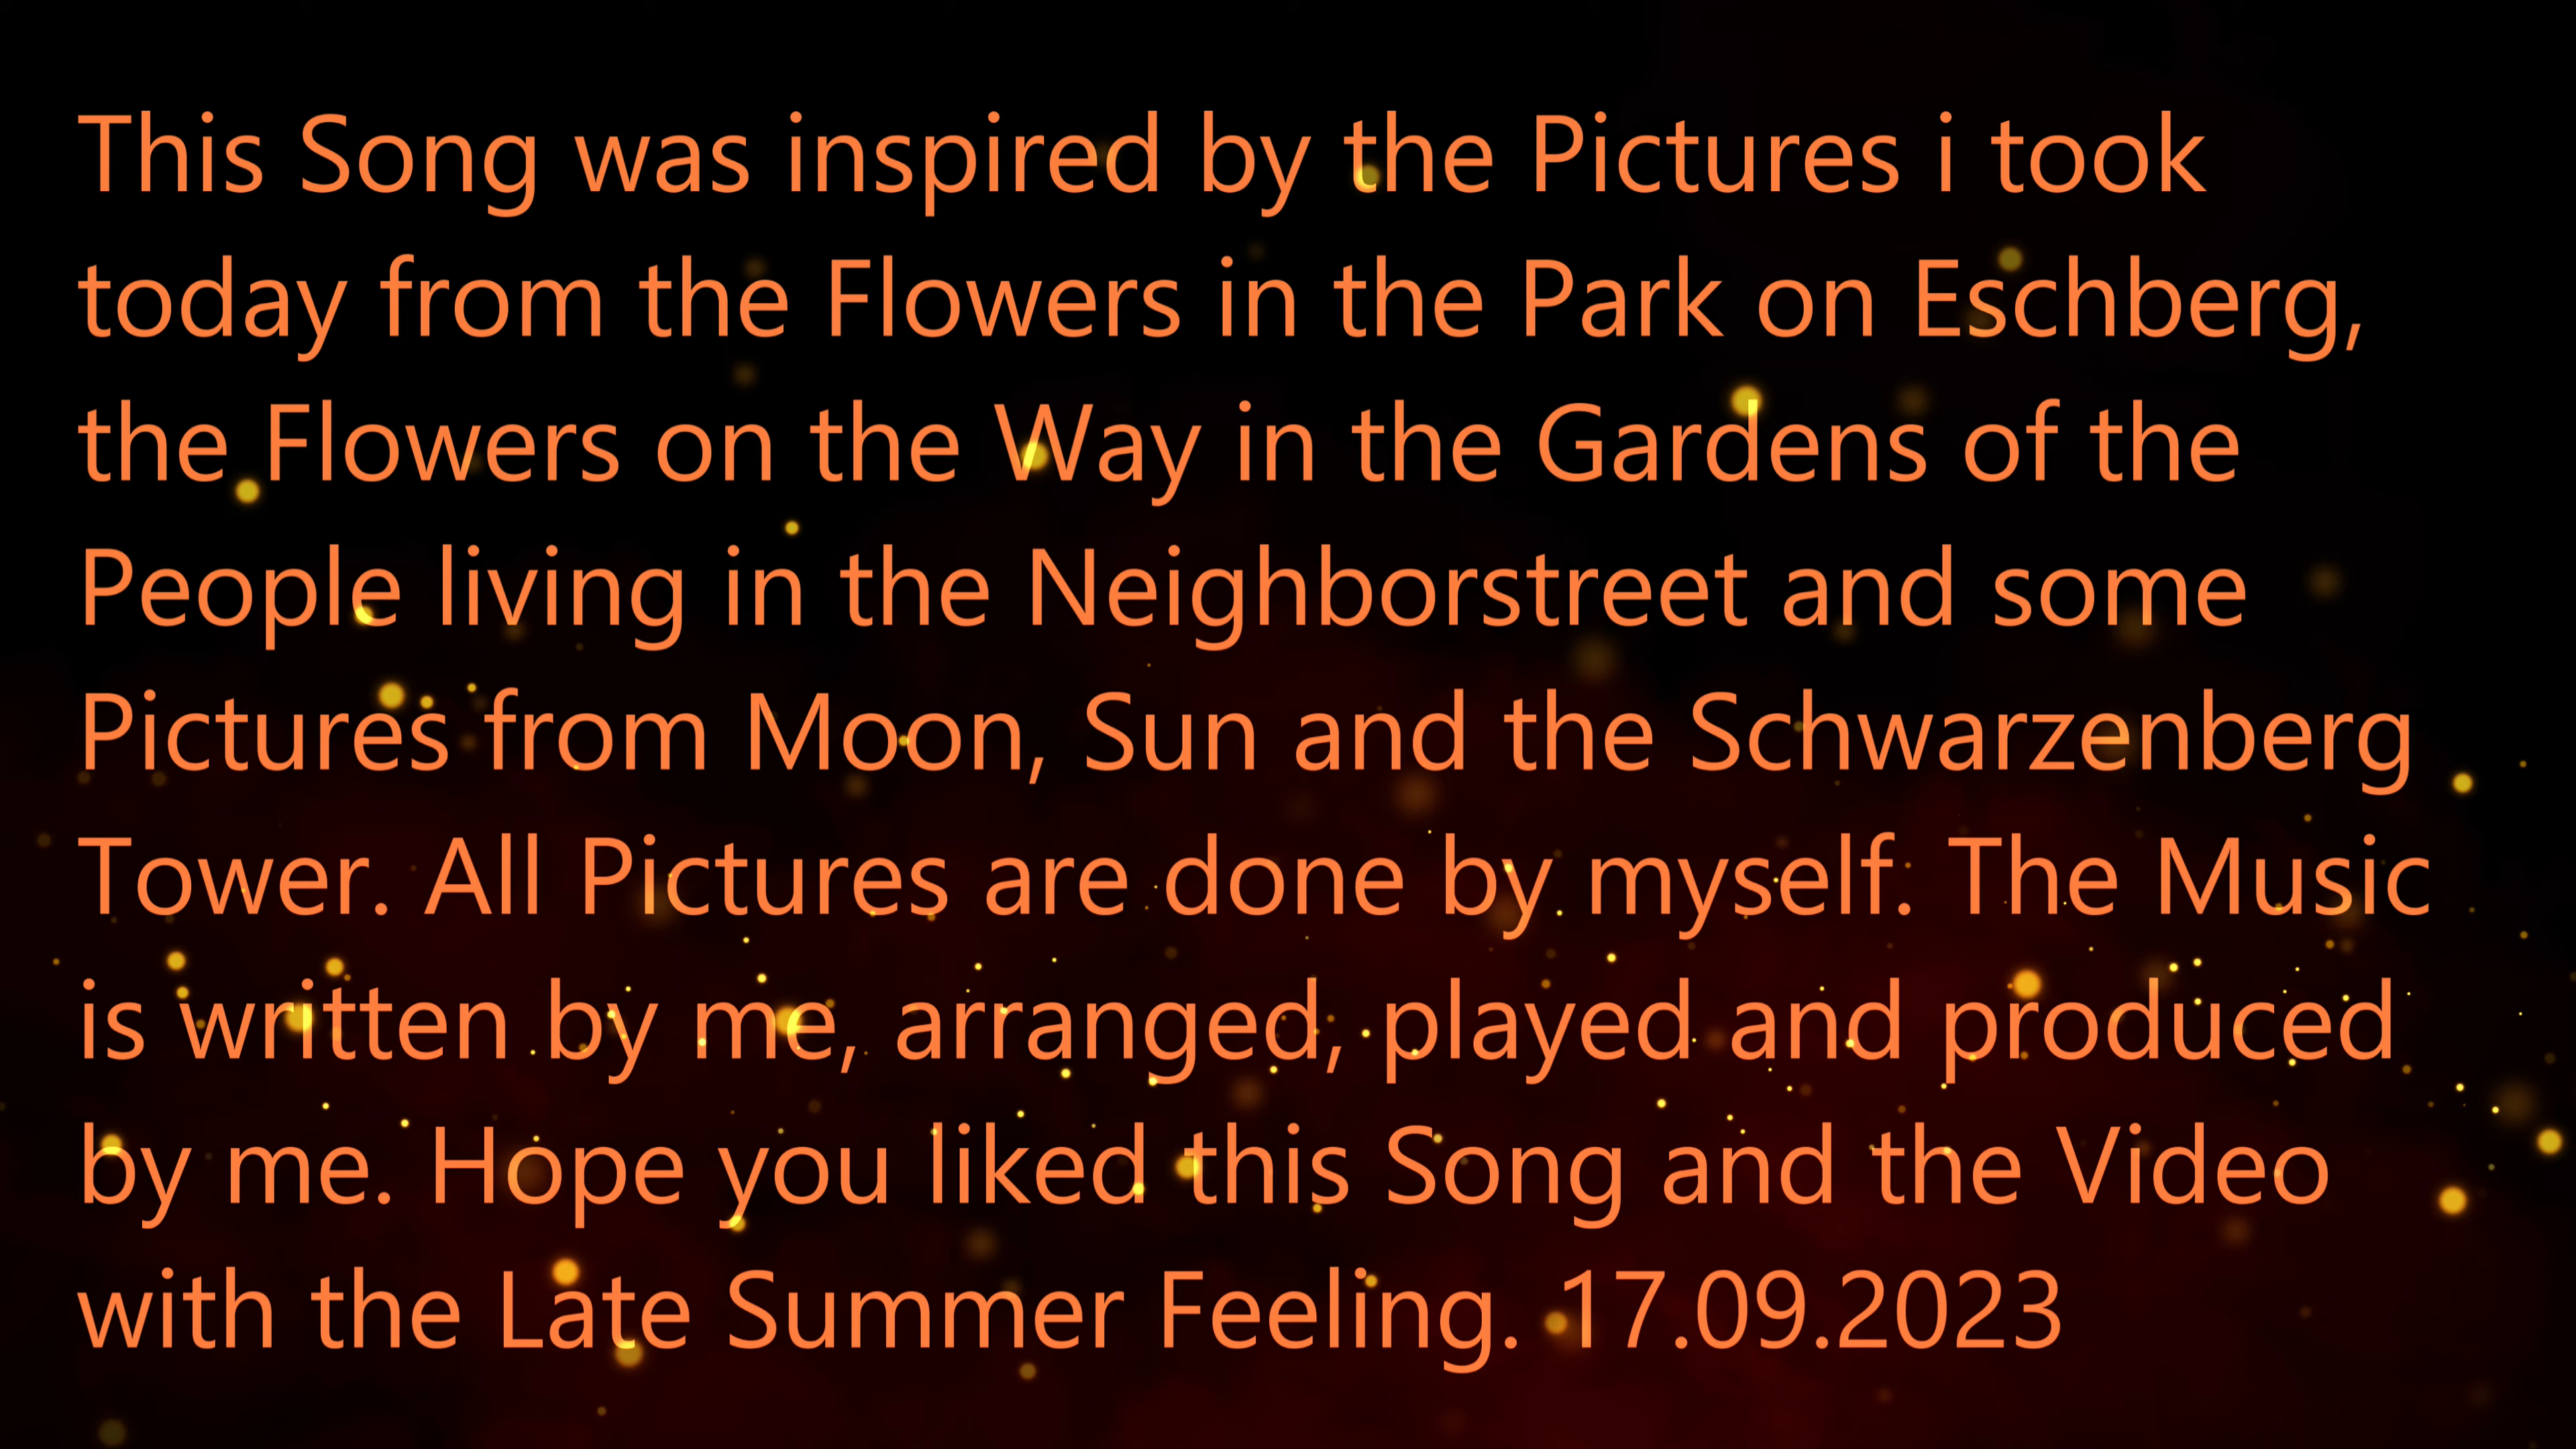 This Song was inspired by the Pictures i took
today from the Flowers in the Park on Eschberg,
the Flowers on the Way in the Gardens of the
People living in the Neighborstreet and some
Pictures from Moon, Sun and the Schwarzenberg
Tower. All Pictures are done by myself. The Music
is written by me, arranged, played and produced
by me. Hope you liked this Song and the Video
with the Late Summer Feeling. 17.09.2023